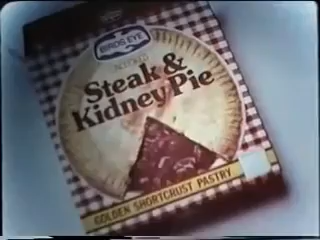 BIRDS EYE
Steak &
Kidney Pie
GOLDEN SHORTCRUST PASTRY